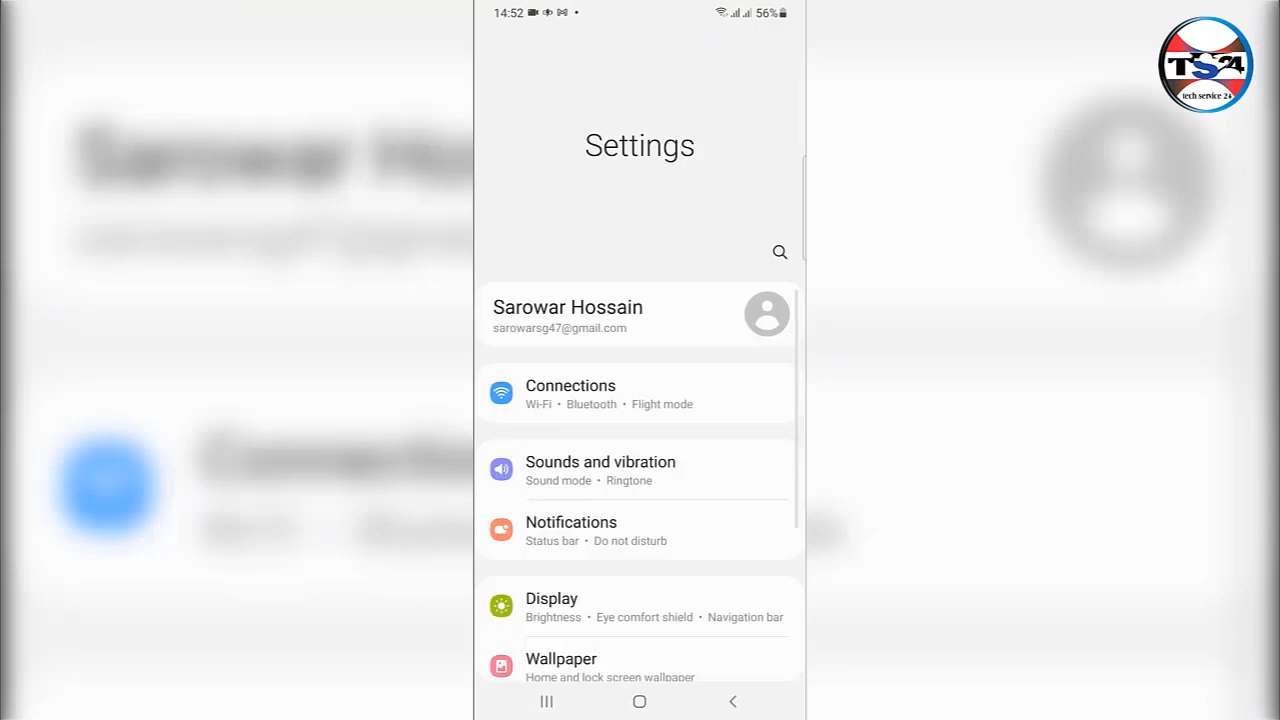 14:52 56%
TS24
tech service 24
Settings
Sarowar Hossain
sarowarsg47@gmail.com
Connections
Wi-Fi • Bluetooth • Flight mode
Sounds and vibration
Sound mode • Ringtone
Notifications
Status bar • Do not disturb
Display
Brightness • Eye comfort shield • Navigation bar
Wallpaper
Home and lock screen wallpaper